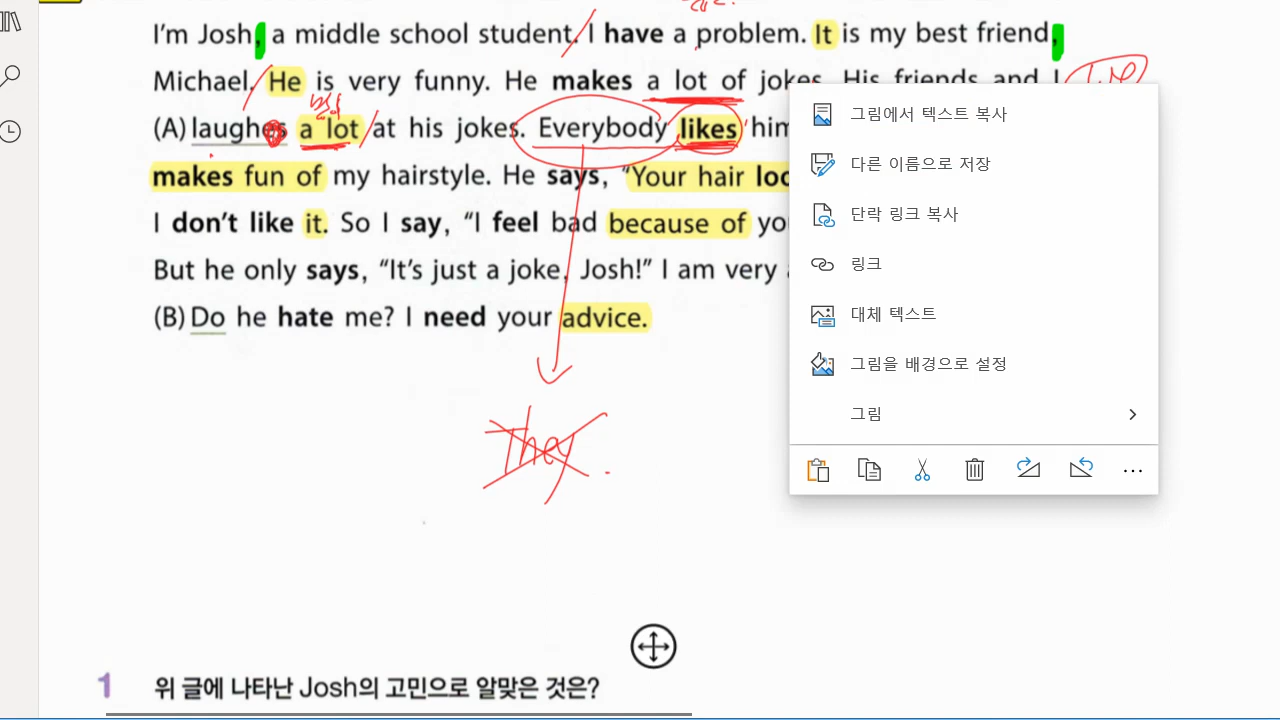 I'm Josh, a middle school student. I have a problem. It is my best friend,
Michael. He is very funny. He makes a lot of jokes. His friends and I
(A) laughes a lot at his jokes. Everybody likes him
makes fun of my hairstyle. He says, “Your hair loo
I don't like it. So I say, “I feel bad because of yo
But he only says, “It's just a joke, Josh!” I am very
(B) Do he hate me? I need your advice.
They
그림에서 텍스트 복사
다른 이름으로 저장
단락 링크 복사
링크
대체 텍스트
그림을 배경으로 설정
그림
1 위 글에 나타난 Josh의 고민으로 알맞은 것은?